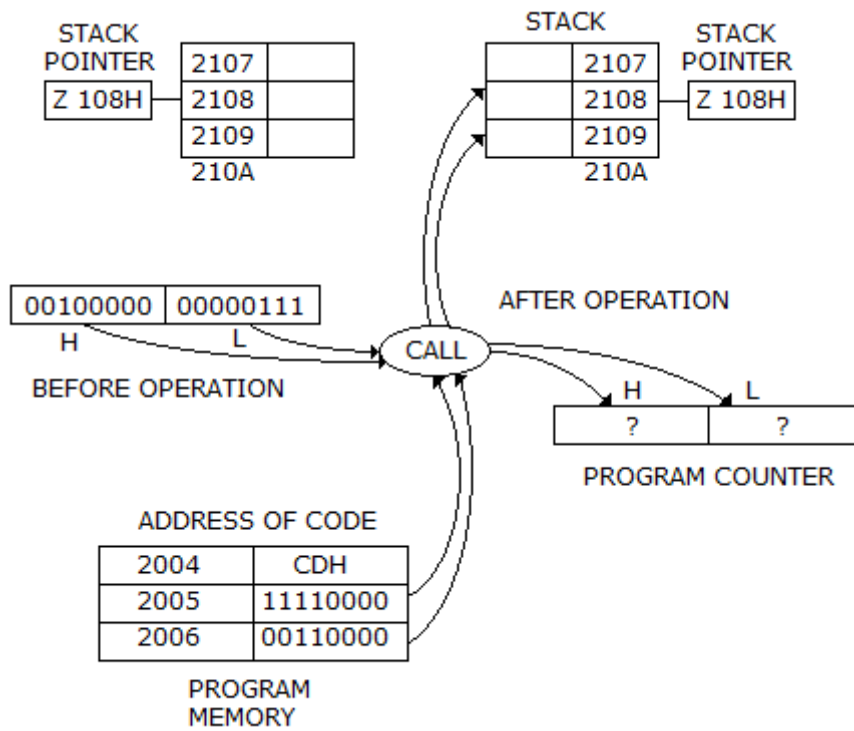 STACK
POINTER
Z 108H
2107
2108
2109
210A
STACK
2107
2108
2109
210A
STACK
POINTER
Z 108H
00100000 00000111
H L
BEFORE OPERATION
CALL
AFTER OPERATION
H L
? ?
PROGRAM COUNTER
ADDRESS OF CODE
2004 CDH
2005 11110000
2006 00110000
PROGRAM
MEMORY